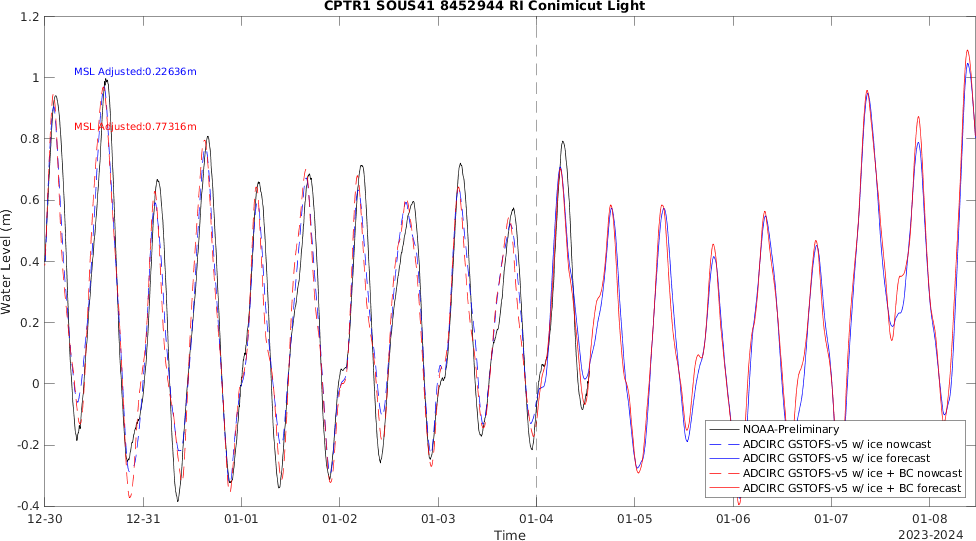 CPTR1 SOUS41 8452944 RI Conimicut Light
1.2
1
0.8
0.6
0.4
0.2
0
-0.2
-0.4
Water Level (m)
MSL Adjusted:0.22636m
MSL Adjusted:0.77316m
NOAA-Preliminary
ADCIRC GSTOFS-v5 w/ ice nowcast
ADCIRC GSTOFS-v5 w/ ice forecast
ADCIRC GSTOFS-v5 w/ ice + BC nowcast
ADCIRC GSTOFS-v5 w/ ice + BC forecast
12-30 12-31 01-01 01-02 01-03 01-04 01-05 01-06 01-07 01-08
Time
2023-2024